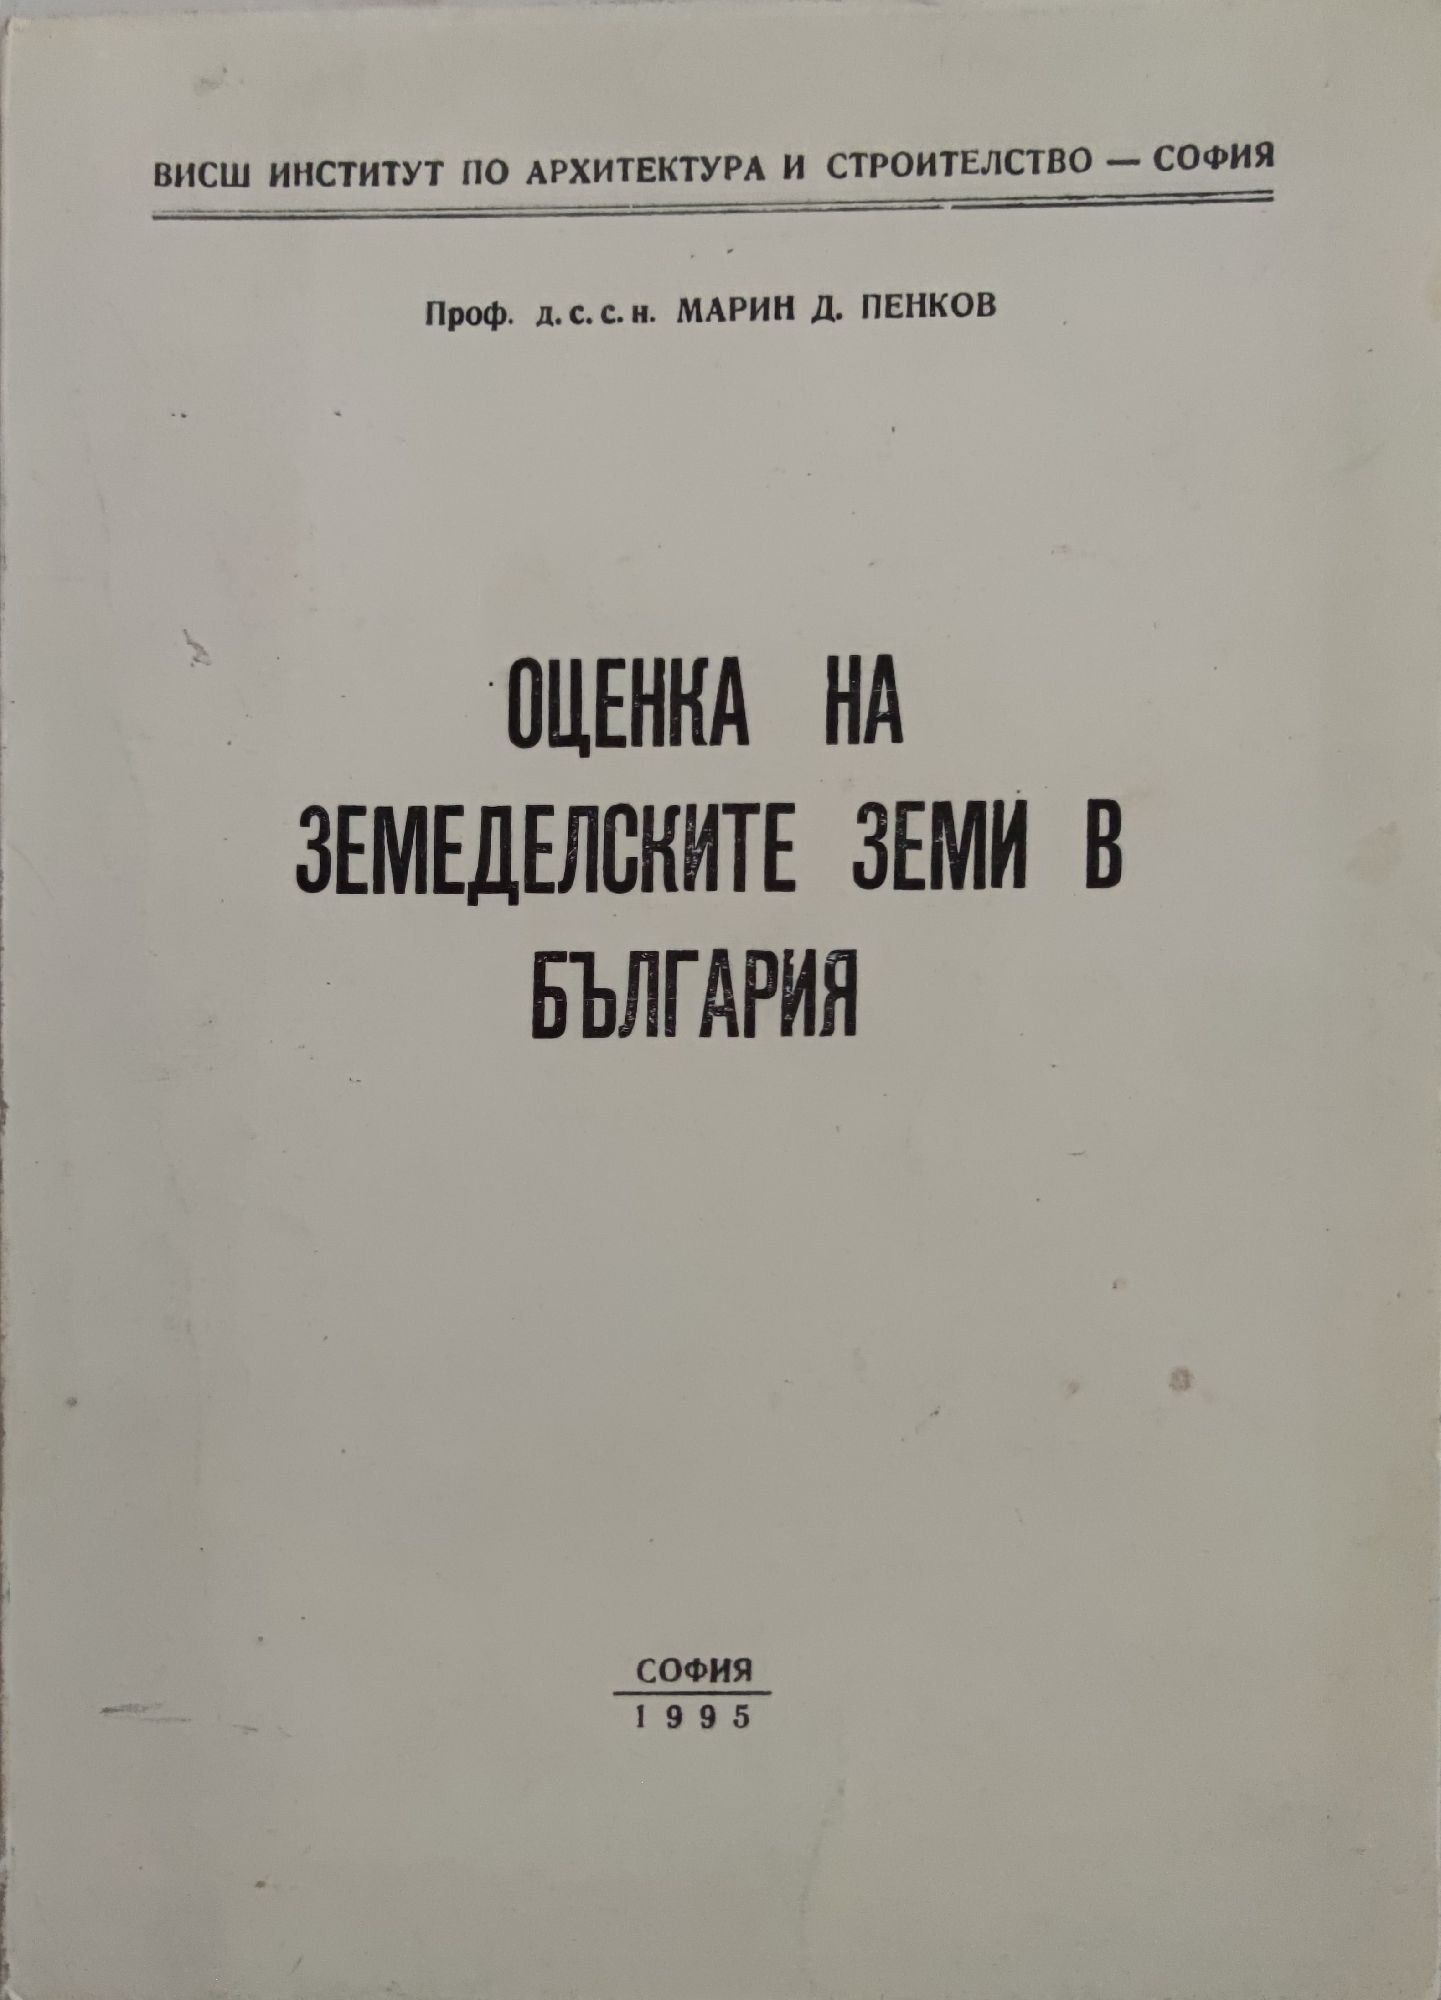 ВИСШ ИНСТИТУТ ПО АРХИТЕКТУРА И СТРОИТЕЛСТВО — СОФИЯ
Проф. д. с. с. н. МАРИН Д. ПЕНКОВ
ОЦЕНКА НА
ЗЕМЕДЕЛСКИТЕ ЗЕМИ В
БЪЛГАРИЯ
СОФИЯ
1995